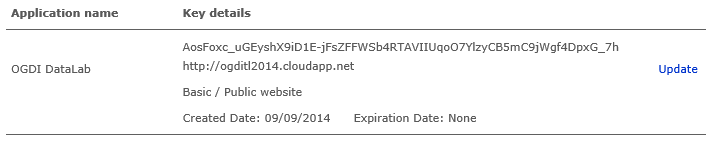 Application name Key details
AosFoxc_uGEyshX9iD1E-jFsZFFWSb4RTAVIIUqoO7YlzyCB5mC9jWgf4DpxG_7h
http://ogditl2014.cloudapp.net
OGDI DataLab Update
Basic / Public website
Created Date: 09/09/2014 Expiration Date: None